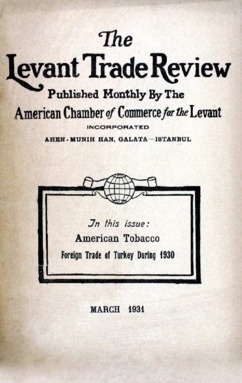 The
Levant Trade Review
Published Monthly By The
American Chamber of Commerce for the Levant
INCORPORATED
AHEN-MUNIH HAN, GALATA—ISTANBUL
In this issue:
American Tobacco
Foreign Trade of Turkey During 1930
MARCH 1931